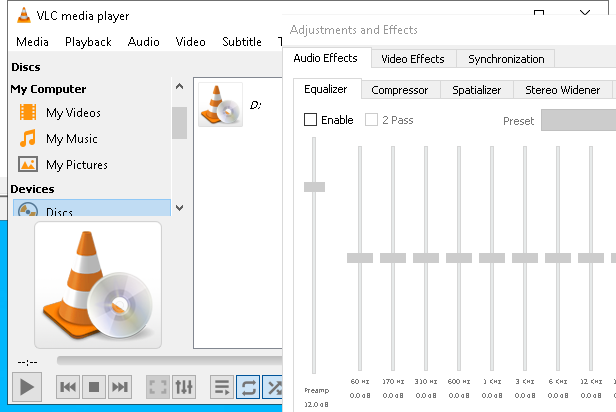 VLC media player
Media Playback Audio Video Subtitle T
Discs
My Computer
My Videos
My Music
My Pictures
Devices
Discs
D:
--:--
Adjustments and Effects
Audio Effects Video Effects Synchronization
Equalizer Compressor Spatializer Stereo Widener
Enable 2 Pass Preset
60 Hz 170 Hz 310 Hz 600 Hz 1 KHz 3 KHz 6 KHz 12 KHz
Preamp 0.0 dB 0.0 dB 0.0 dB 0.0 dB 0.0 dB 0.0 dB 0.0 dB 0.0 dB
12.0 dB